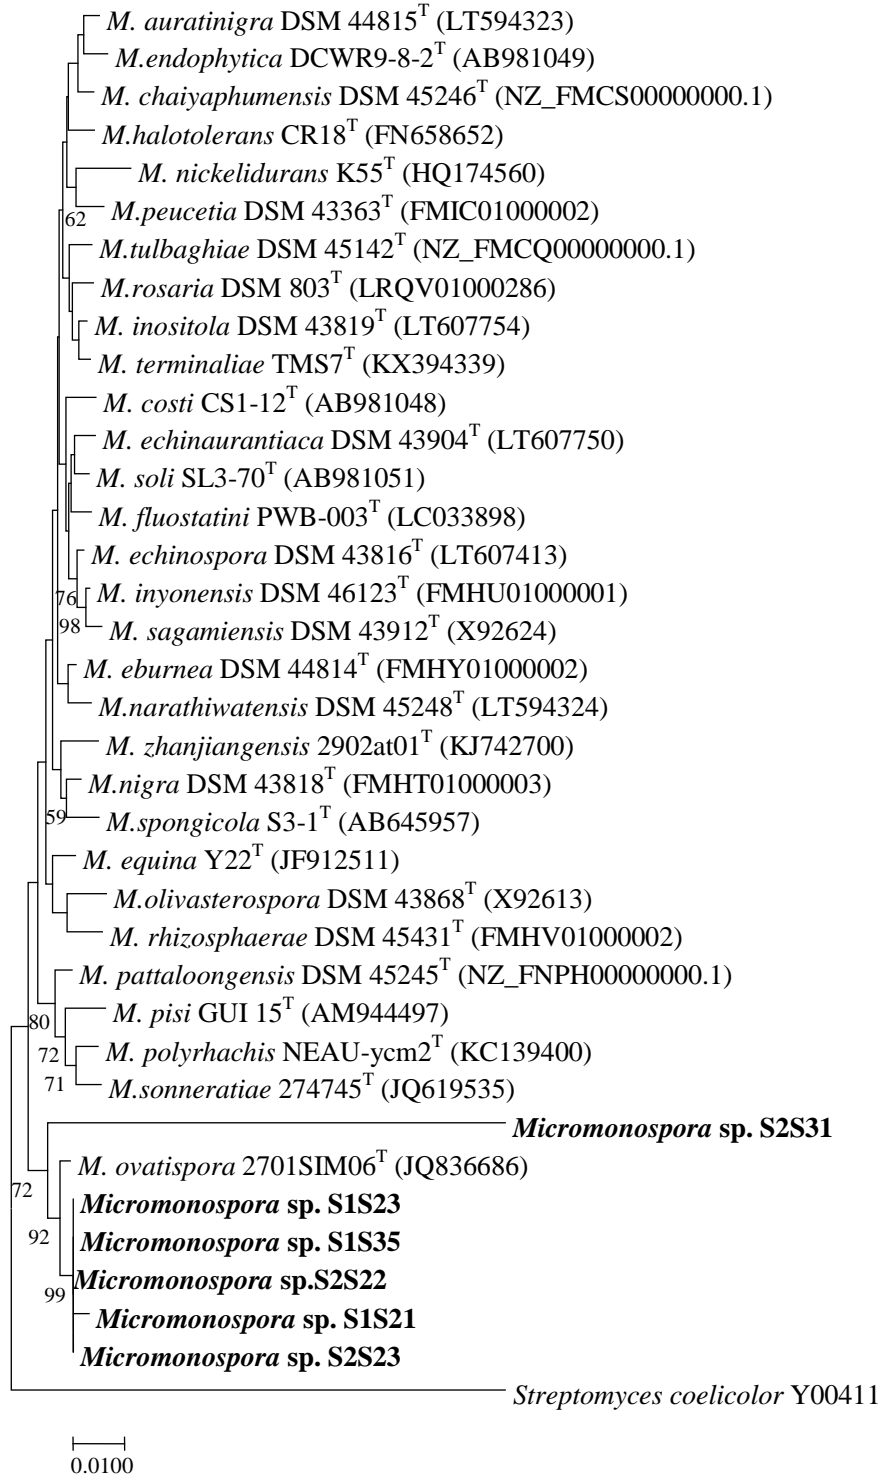 M. auratinigra DSM 44815T (LT594323)
M.endophytica DCWR9-8-2T (AB981049)
M. chaiyaphumensis DSM 45246T (NZ_FMCS00000000.1)
M.halotolerans CR18T (FN658652)
M. nickelidurans K55T (HQ174560)
M.peucetia DSM 43363T (FMIC01000002)
62
M.tulbaghiae DSM 45142T (NZ_FMCQ00000000.1)
M.rosaria DSM 803T (LRQV01000286)
M. inositola DSM 43819T (LT607754)
M. terminaliae TMS7T (KX394339)
M. costi CS1-12T (AB981048)
M. echinaurantiaca DSM 43904T (LT607750)
M. soli SL3-70T (AB981051)
M. fluostatini PWB-003T (LC033898)
M. echinospora DSM 43816T (LT607413)
M. inyonensis DSM 46123T (FMHU01000001)
76
M. sagamiensis DSM 43912T (X92624)
98
M. eburnea DSM 44814T (FMHY01000002)
M.narathiwatensis DSM 45248T (LT594324)
M. zhanjiangensis 2902at01T (KJ742700)
M.nigra DSM 43818T (FMHT01000003)
59
M.spongicola S3-1T (AB645957)
M. equina Y22T (JF912511)
M.olivasterospora DSM 43868T (X92613)
M. rhizosphaerae DSM 45431T (FMHV01000002)
M. pattaloongensis DSM 45245T (NZ_FNPH00000000.1)
M. pisi GUI 15T (AM944497)
80
M. polyrhachis NEAU-ycm2T (KC139400)
72
M.sonneratiae 274745T (JQ619535)
71
Micromonospora sp. S2S31
M. ovatispora 2701SIM06T (JQ836686)
72
Micromonospora sp. S1S23
92
Micromonospora sp. S1S35
Micromonospora sp.S2S22
99
Micromonospora sp. S1S21
Micromonospora sp. S2S23
Streptomyces coelicolor Y00411
0.0100